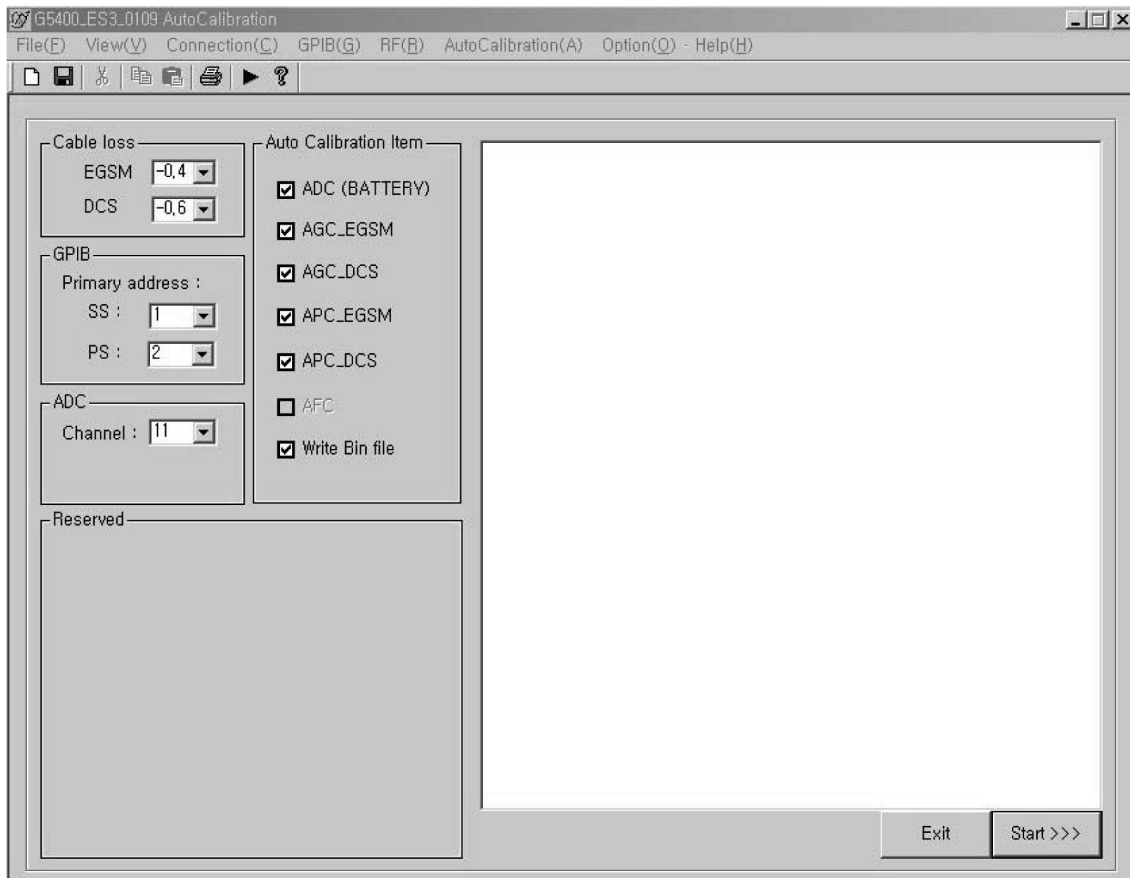 G5400_ES3_0109 AutoCalibration
File(F) View(V) Connection(C) GPIB(G) RF(R) AutoCalibration(A) Option(O) - Help(H)
Cable loss
EGSM -0,4
DCS -0,6
GPIB
Primary address :
SS : 1
PS : 2
ADC
Channel : 11
Auto Calibration Item
ADC (BATTERY)
AGC_EGSM
AGC_DCS
APC_EGSM
APC_DCS
AFC
Write Bin file
Reserved
Exit
Start >>>